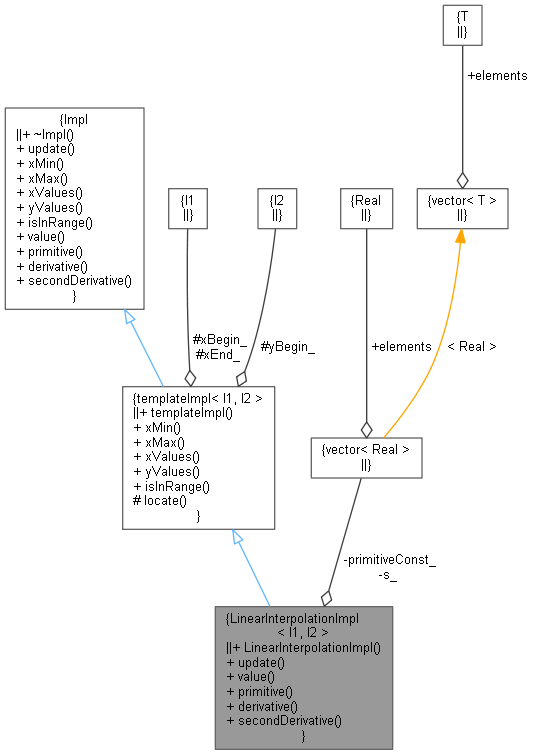 {T
||}
+elements
{Impl
||+ ~Impl()
+ update()
+ xMin()
+ xMax()
+ xValues()
+ yValues()
+ isInRange()
+ value()
+ primitive()
+ derivative()
+ secondDerivative()
}
{I1
||}
{I2
||}
{Real
||}
{vector< T >
||}
#xBegin_
#xEnd_
#yBegin_
+elements
< Real >
{templateImpl< I1, I2 >
||+ templateImpl()
+ xMin()
+ xMax()
+ xValues()
+ yValues()
+ isInRange()
# locate()
}
{vector< Real >
||}
-primitiveConst_
-s_
{LinearInterpolationImpl
< I1, I2 >
||+ LinearInterpolationImpl()
+ update()
+ value()
+ primitive()
+ derivative()
+ secondDerivative()
}